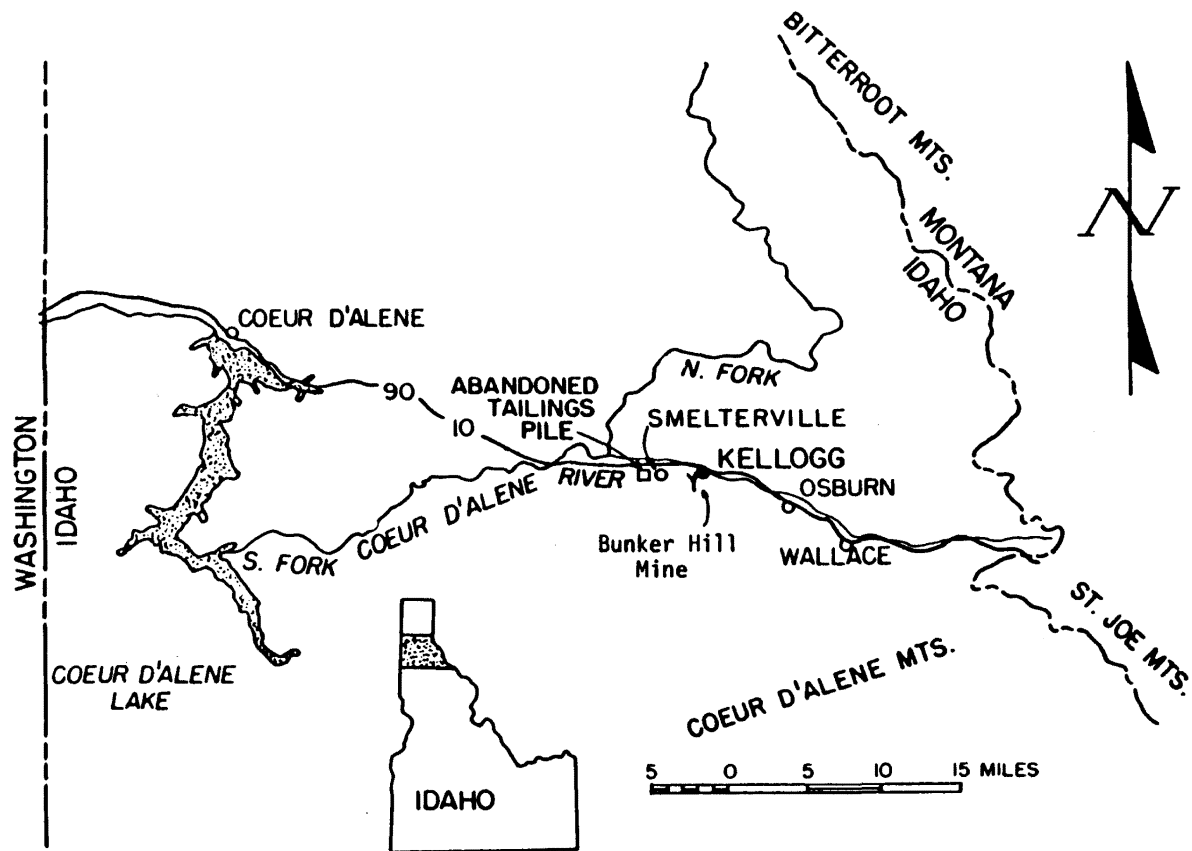 BITTERROOT MTS.
MONTANA
IDAHO
N
COEUR D'ALENE
90
10
N. FORK
ABANDONED
TAILINGS
PILE
SMELTERVILLE
KELLOGG
RIVER
OSBURN
COEUR D'ALENE
S. FORK
Bunker Hill
Mine
WALLACE
WASHINGTON
IDAHO
ST. JOE MTS.
COEUR D'ALENE
LAKE
COEUR D'ALENE MTS.
5 0 5 10 15 MILES
IDAHO